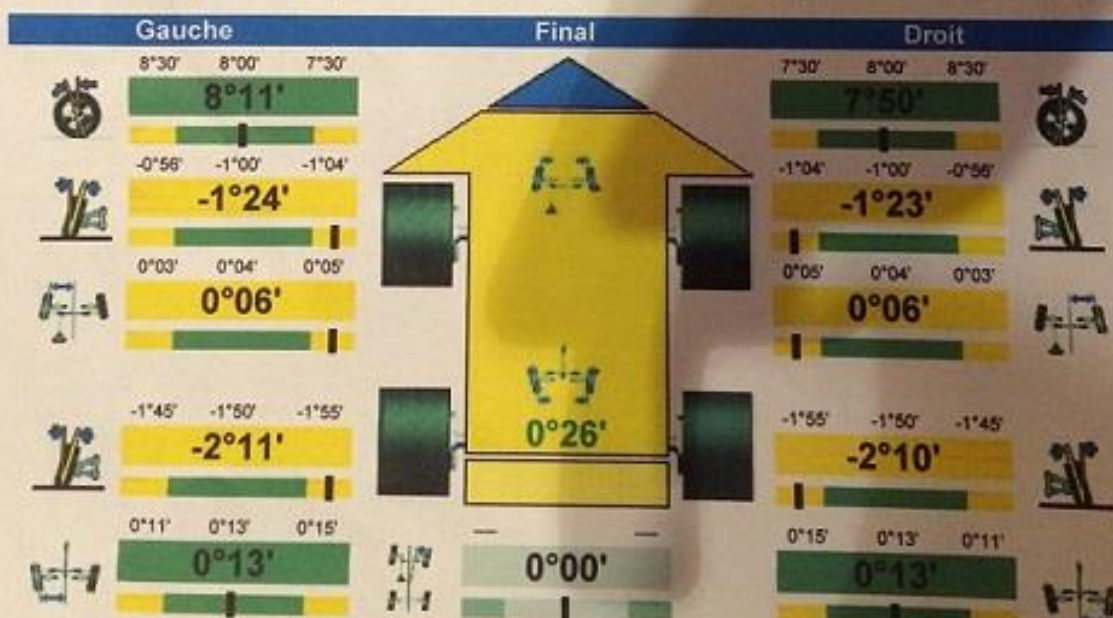 Gauche Final Droit
8°30' 8°00' 7°30' 7°30' 8°00' 8°30'
8°11' 7°50'
-0°56' -1°00' -1°04' -1°04' -1°00' -0°56'
-1°24' -1°23'
0°03' 0°04' 0°05' 0°05' 0°04' 0°03'
0°06' 0°06'
-1°45' -1°50' -1°55' 0°26' -1°55' -1°50' -1°45'
-2°11' -2°10'
0°11' 0°13' 0°15' — — 0°15' 0°13' 0°11'
0°13' 0°00' 0°13'